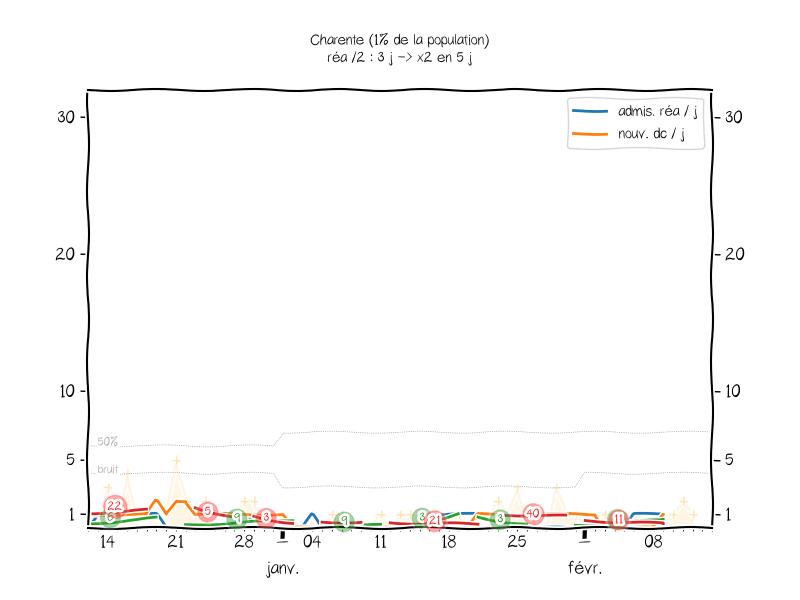 Charente (1% de la population)
réa /2 : 3 j -> x2 en 5 j
admis. réa / j
nouv. dc / j
30 30
20 20
10 10
5 5
1 1
50%
bruit
22 5 9 3 9 3 21 3 40 11
14 21 28 04 11 18 25 08
janv. févr.